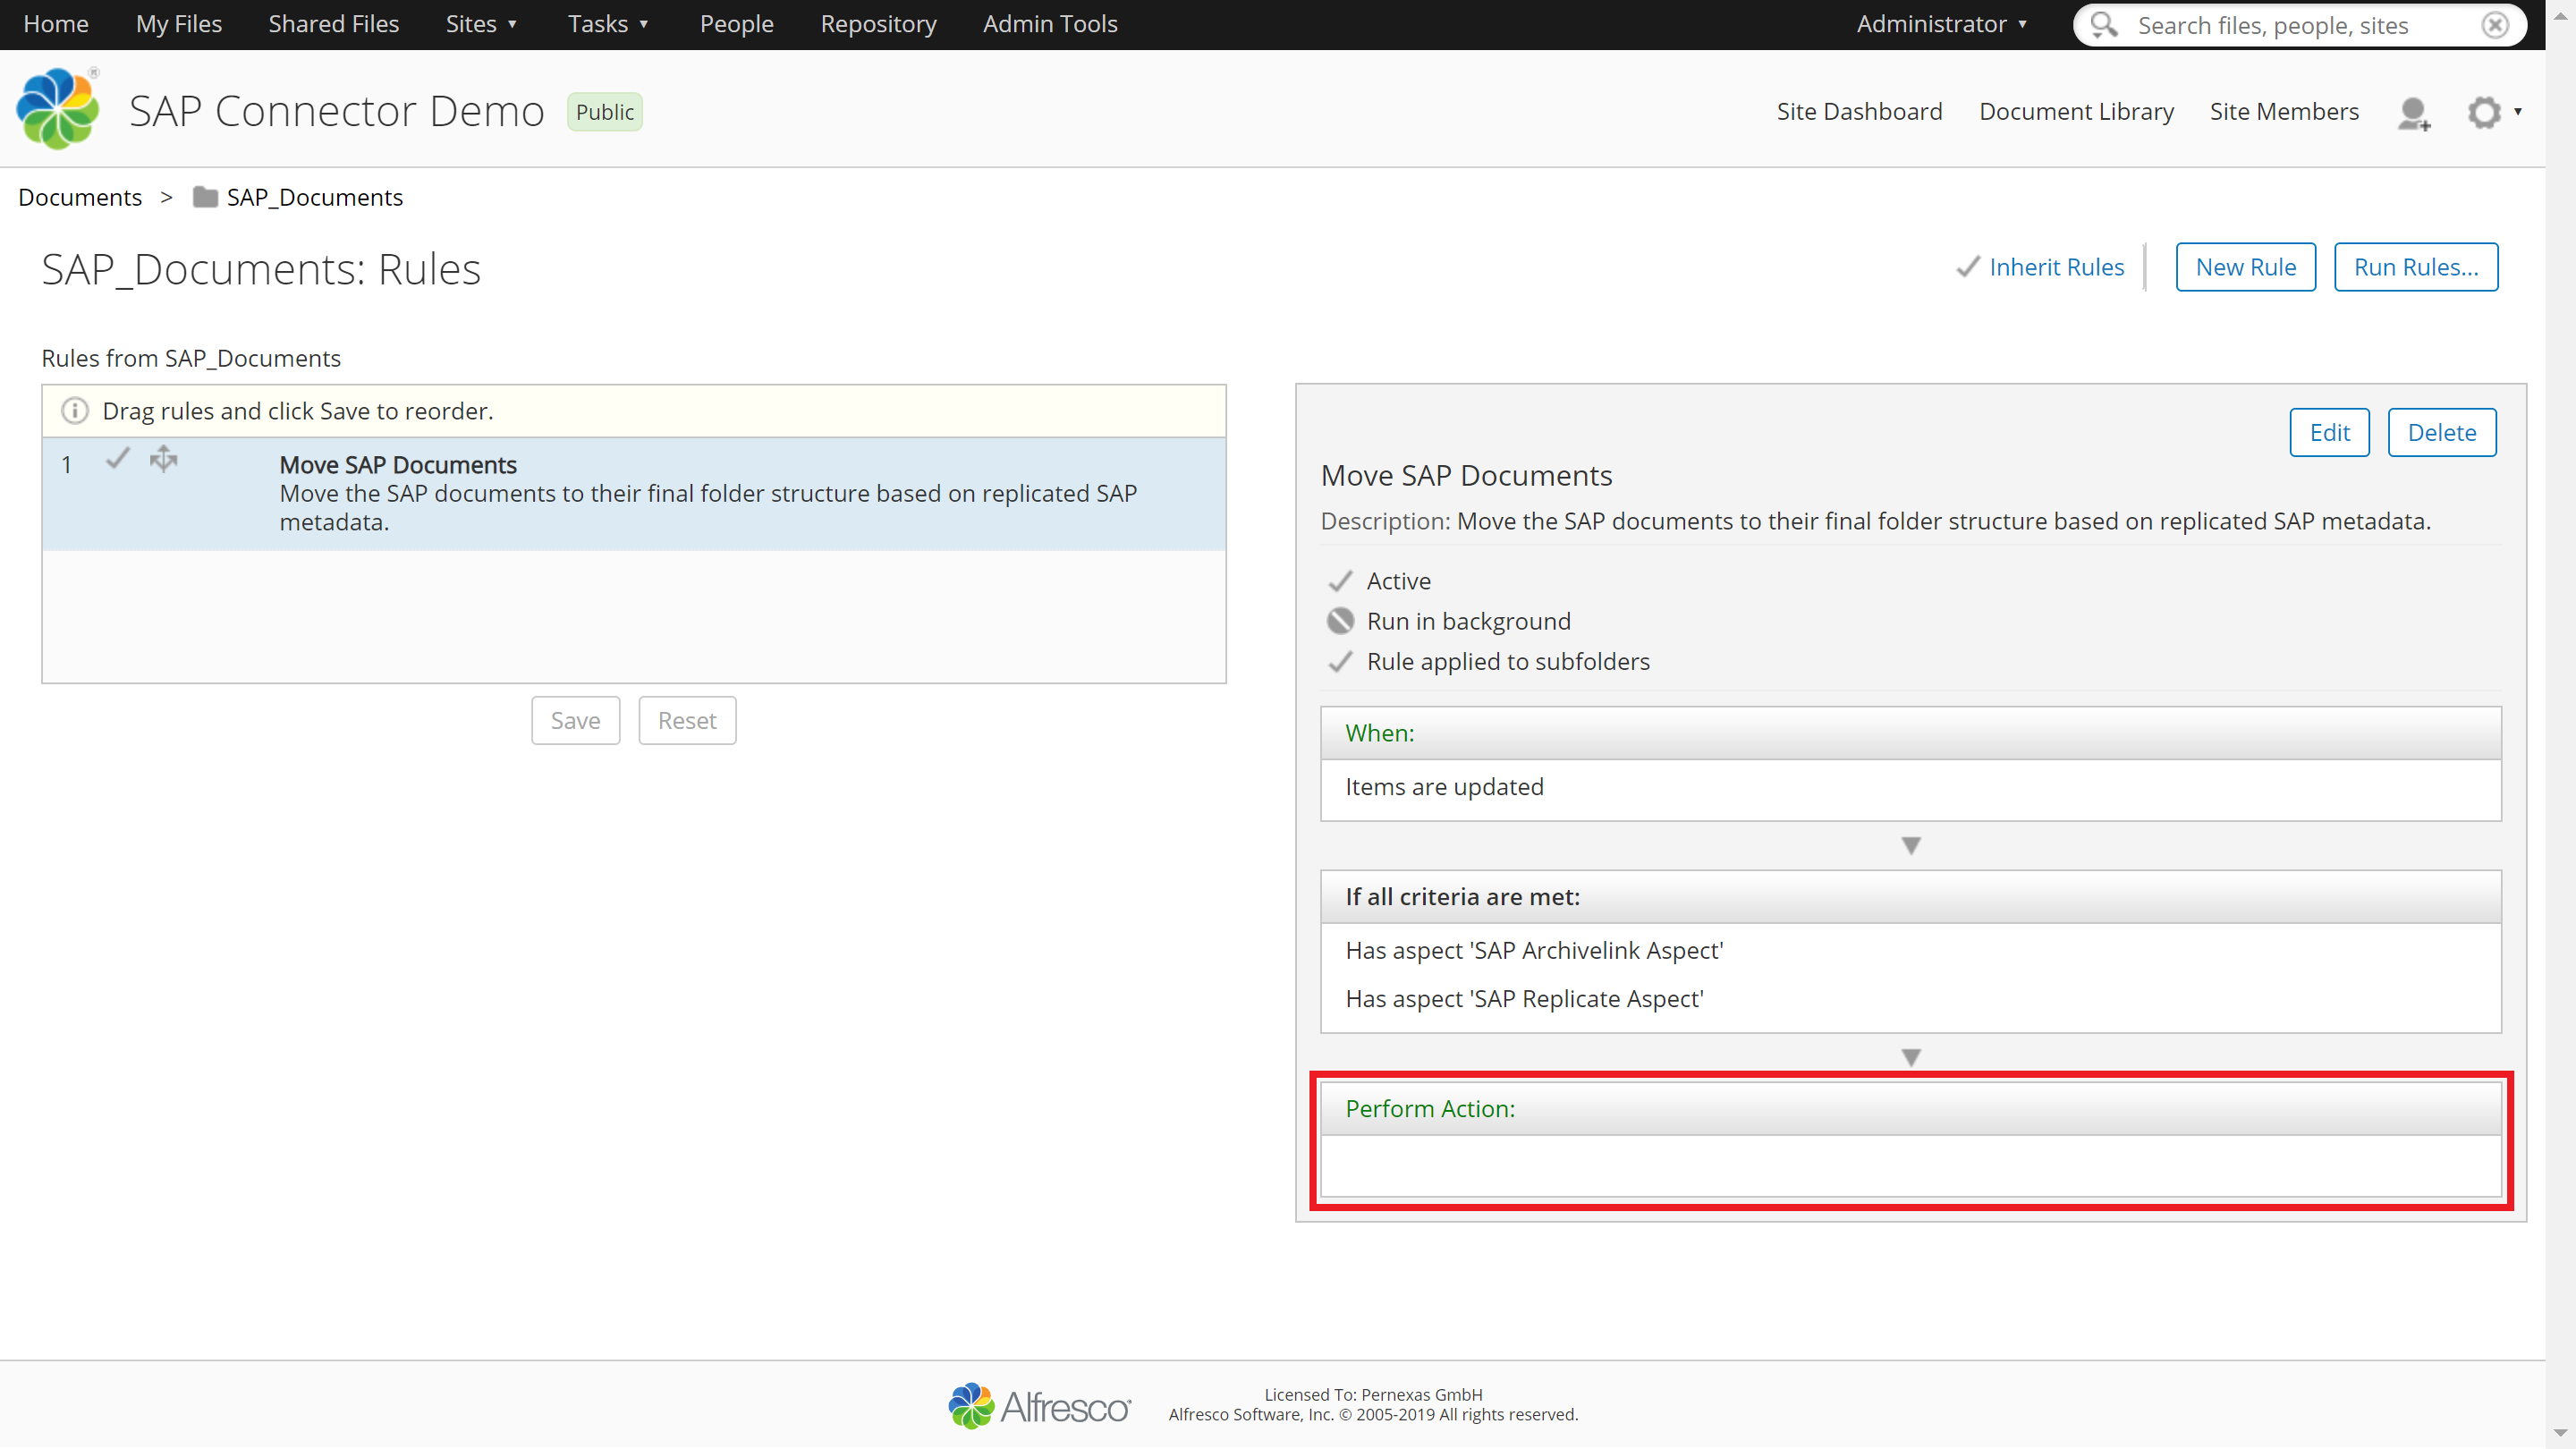 Home My Files Shared Files Sites Tasks People Repository Admin Tools Administrator Search files, people, sites
SAP Connector Demo Public Site Dashboard Document Library Site Members
Documents > SAP_Documents
SAP_Documents: Rules Inherit Rules New Rule Run Rules...
Rules from SAP_Documents
Drag rules and click Save to reorder.
1 Move SAP Documents
Move the SAP documents to their final folder structure based on replicated SAP
metadata.
Save Reset
Edit Delete
Move SAP Documents
Description: Move the SAP documents to their final folder structure based on replicated SAP metadata.
Active
Run in background
Rule applied to subfolders
When:
Items are updated
If all criteria are met:
Has aspect 'SAP Archivelink Aspect'
Has aspect 'SAP Replicate Aspect'
Perform Action:
Alfresco
Licensed To: Pernexas GmbH
Alfresco Software, Inc. © 2005-2019 All rights reserved.